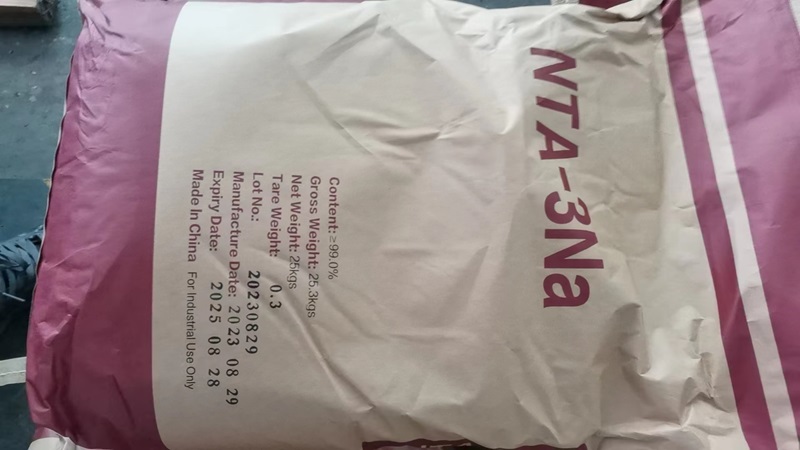 NTA-3Na
Content: ≥99.0%
Gross Weight: 25.3kgs
Net Weight: 25kgs
Tare Weight: 0.3
Lot No.: 20230829
Manufacture Date: 2023 08 29
Expiry Date: 2025 08 28
Made In China For Industrial Use Only